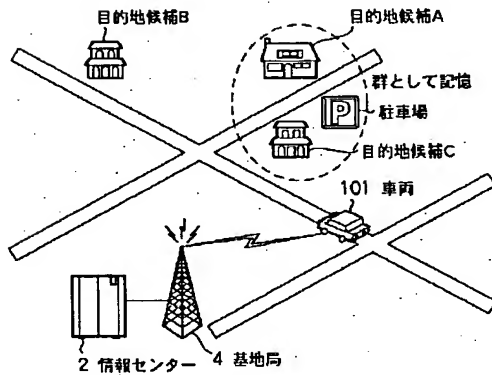 目的地候補B
目的地候補A
群として記憶
P
駐車場
目的地候補C
101 車両
2 情報センター
4 基地局